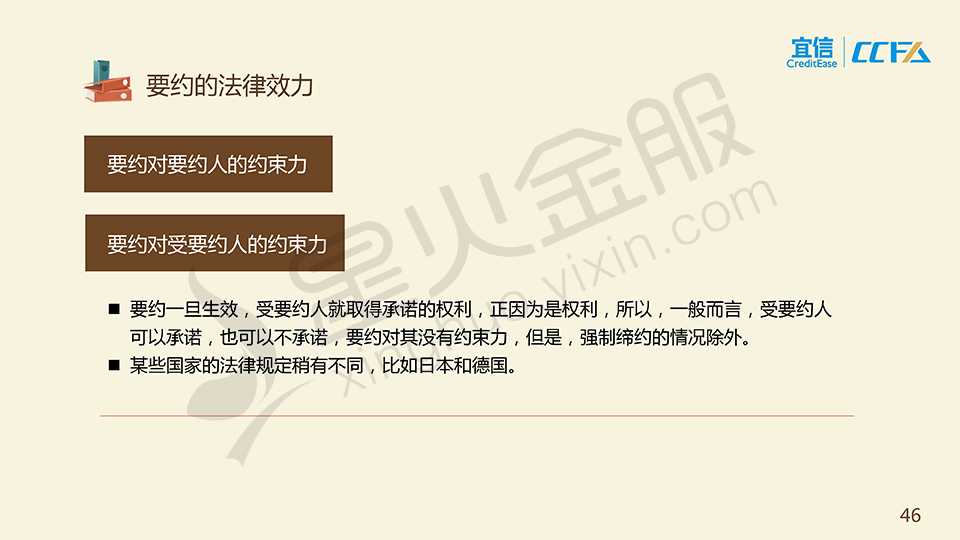 宜信
CreditEase
CCFA
要约的法律效力
要约对要约人的约束力
要约对受要约人的约束力
■ 要约一旦生效，受要约人就取得承诺的权利，正因为是权利，所以，一般而言，受要约人
可以承诺，也可以不承诺，要约对其没有约束力，但是，强制缔约的情况除外。
■ 某些国家的法律规定稍有不同，比如日本和德国。
星火金服
xinghuo.yixin.com
46